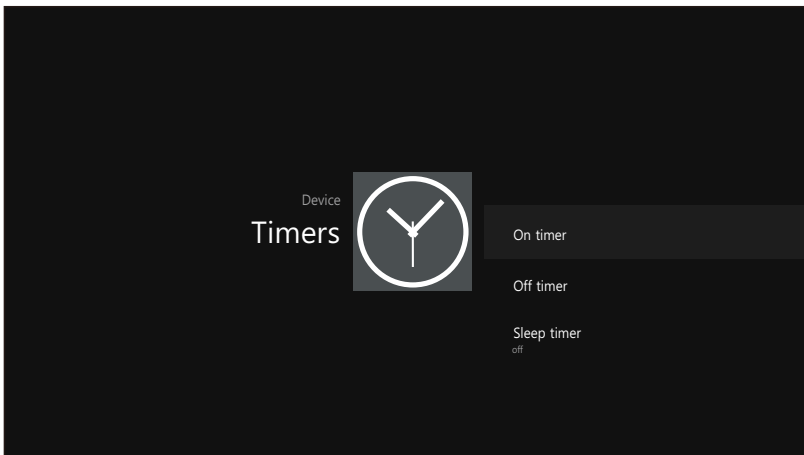 Device
Timers
On timer
Off timer
Sleep timer
off